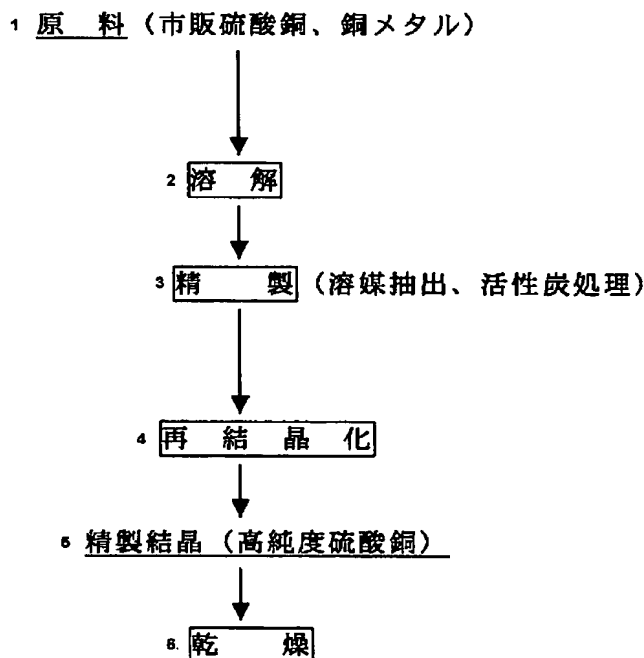 1 原 料 (市販硫酸銅、銅メタル)
2 溶 解
3 精 製 (溶媒抽出、活性炭処理)
4 再 結 晶 化
5 精製結晶 (高純度硫酸銅)
6. 乾 燥